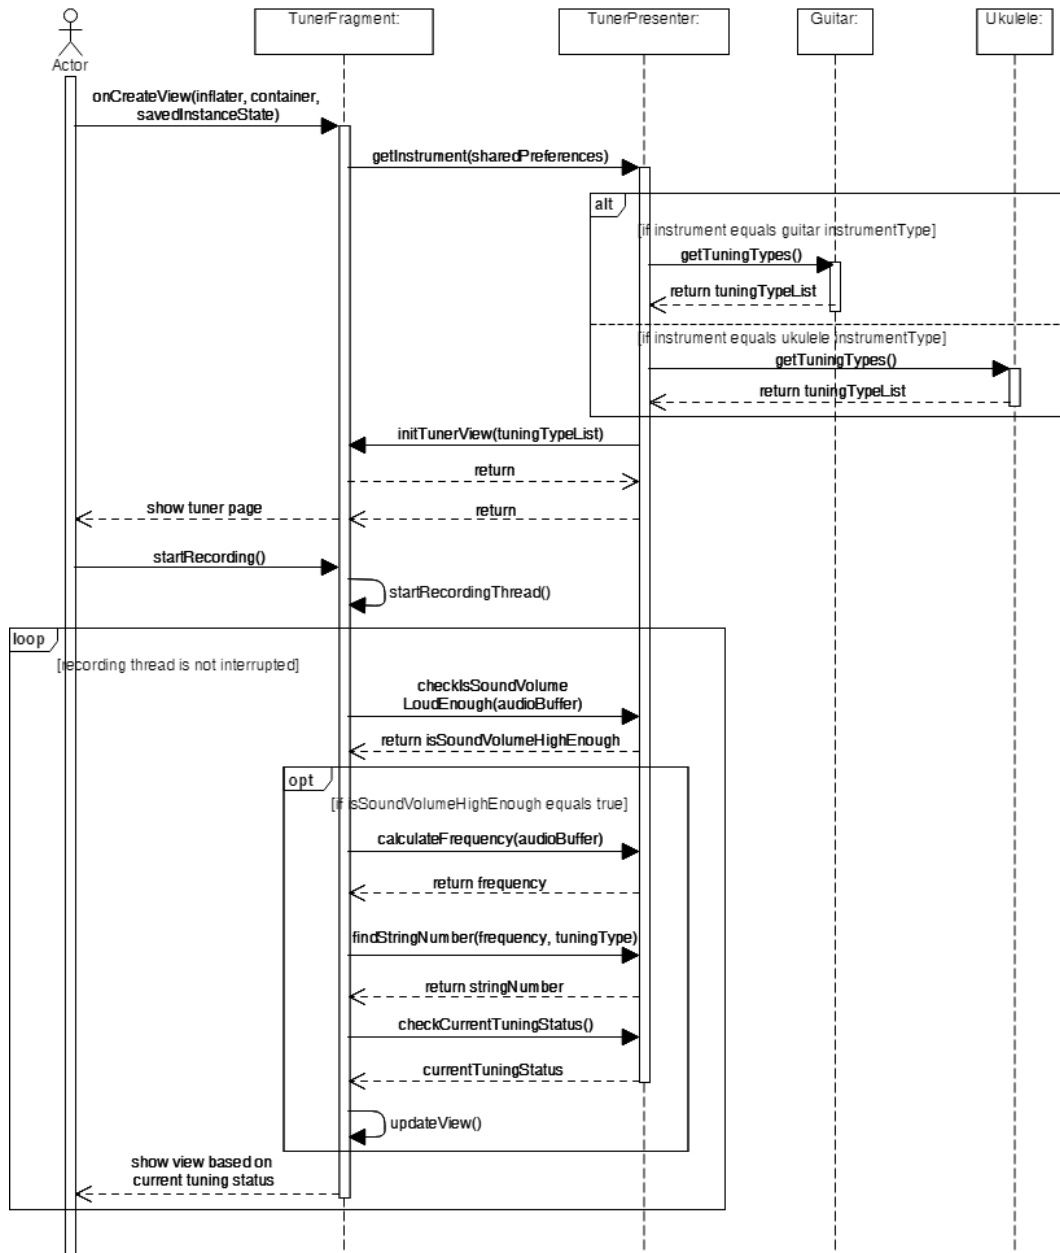 TunerFragment:
TunerPresenter:
Guitar:
Ukulele:
Actor
onCreateView(inflater, container,
savedInstanceState)
getInstrument(sharedPreferences)
alt
[if instrument equals guitar instrumentType]
getTuningTypes()
return tuningTypeList
[if instrument equals ukulele instrumentType]
getTuningTypes()
return tuningTypeList
initTunerView(tuningTypeList)
return
show tuner page
return
startRecording()
startRecordingThread()
loop
[recording thread is not interrupted]
checkIsSoundVolume
LoudEnough(audioBuffer)
return isSoundVolumeHighEnough
opt
[if isSoundVolumeHighEnough equals true]
calculateFrequency(audioBuffer)
return frequency
findStringNumber(frequency, tuningType)
return stringNumber
checkCurrentTuningStatus()
currentTuningStatus
updateView()
show view based on
current tuning status